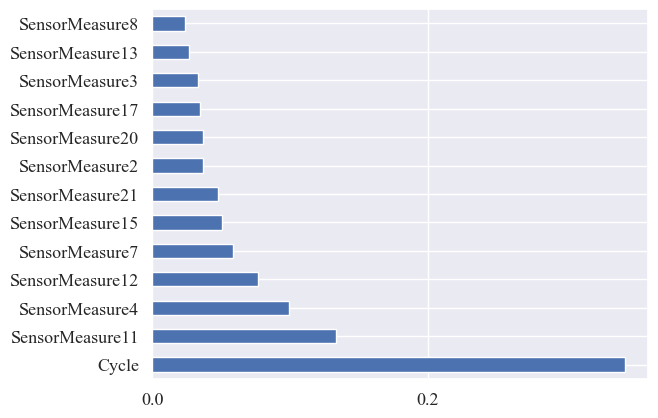 SensorMeasure8
SensorMeasure13
SensorMeasure3
SensorMeasure17
SensorMeasure20
SensorMeasure2
SensorMeasure21
SensorMeasure15
SensorMeasure7
SensorMeasure12
SensorMeasure4
SensorMeasure11
Cycle
0.0 0.2